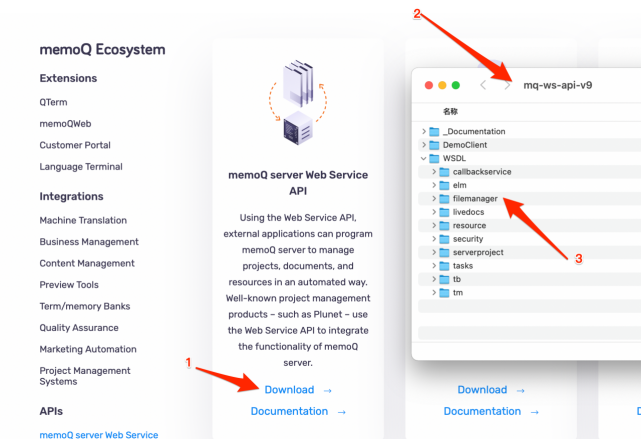 memoQ Ecosystem
Extensions
QTerm
memoQWeb
Customer Portal
Language Terminal
Integrations
Machine Translation
Business Management
Content Management
Preview Tools
Term/memory Banks
Quality Assurance
Marketing Automation
Project Management
Systems
APIs
memoQ server Web Service
memoQ server Web Service
API
Using the Web Service API,
external applications can program
memoQ server to manage
projects, documents, and
resources in an automated way.
Well-known project management
products – such as Plunet – use
the Web Service API to integrate
the functionality of memoQ
server.
1
Download →
Documentation →
2
mq-ws-api-v9
名称
_Documentation
DemoClient
WSDL
callbackservice
elm
filemanager
livedocs
resource
security
serverproject
tasks
tb
tm
3
Download →
Documentation →
D